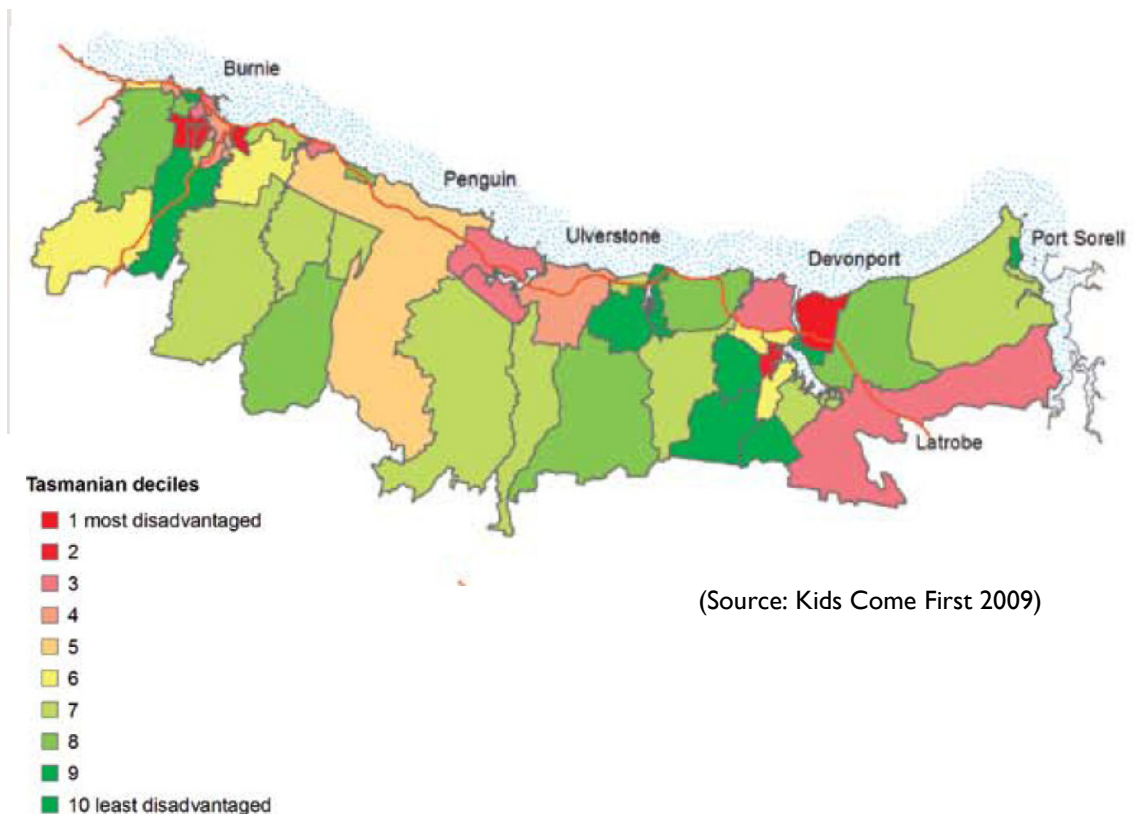 Burnie
Penguin
Ulverstone
Devonport
Port Sorell
Latrobe
Tasmanian deciles
1 most disadvantaged
2
3
4
5
6
7
8
9
10 least disadvantaged
(Source: Kids Come First 2009)